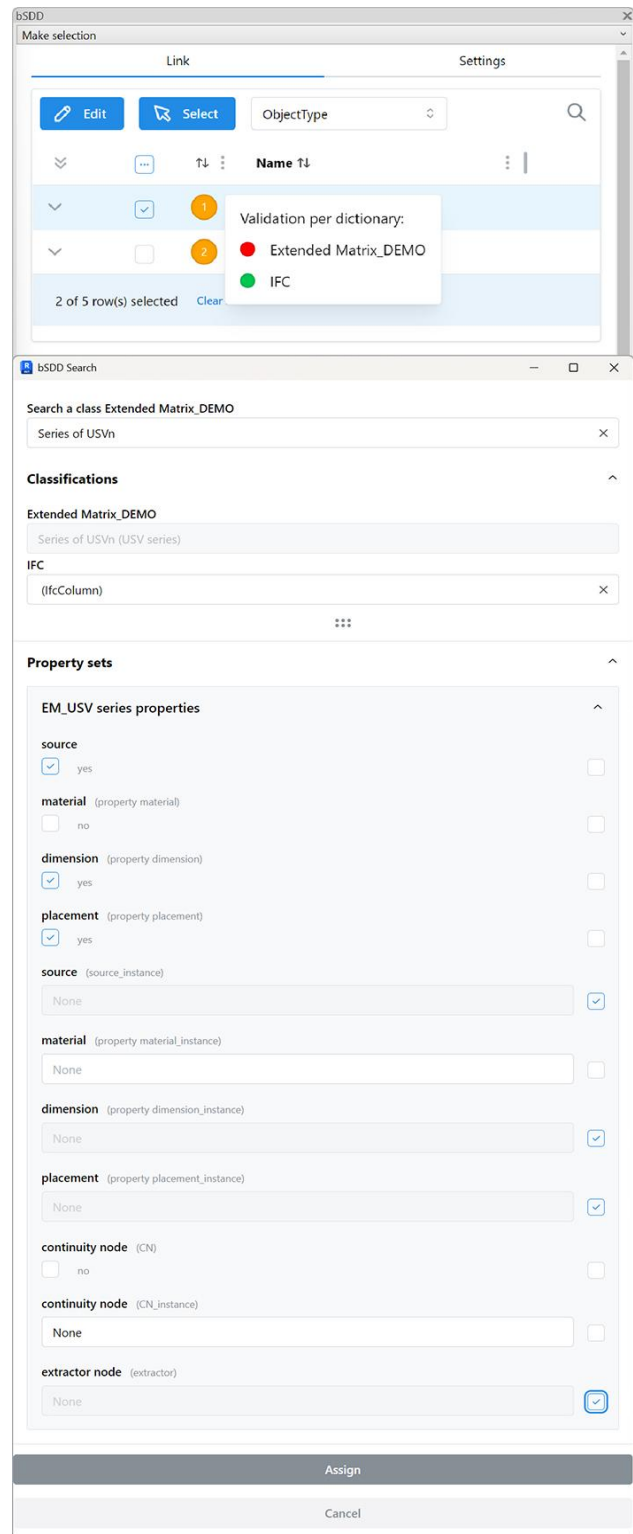 bSDD
Make selection
Link Settings
Edit Select ObjectType
Name
1
Validation per dictionary:
Extended Matrix_DEMO
2
IFC
2 of 5 row(s) selected Clear
R
bSDD Search
Search a class Extended Matrix_DEMO
Series of USVn
Classifications
Extended Matrix_DEMO
Series of USVn (USV series)
IFC
(IfcColumn)
Property sets
EM_USV series properties
source
yes
material (property material)
no
dimension (property dimension)
yes
placement (property placement)
yes
source (source_instance)
None
material (property material_instance)
None
dimension (property dimension_instance)
None
placement (property placement_instance)
None
continuity node (CN)
no
continuity node (CN_instance)
None
extractor node (extractor)
None
Assign
Cancel